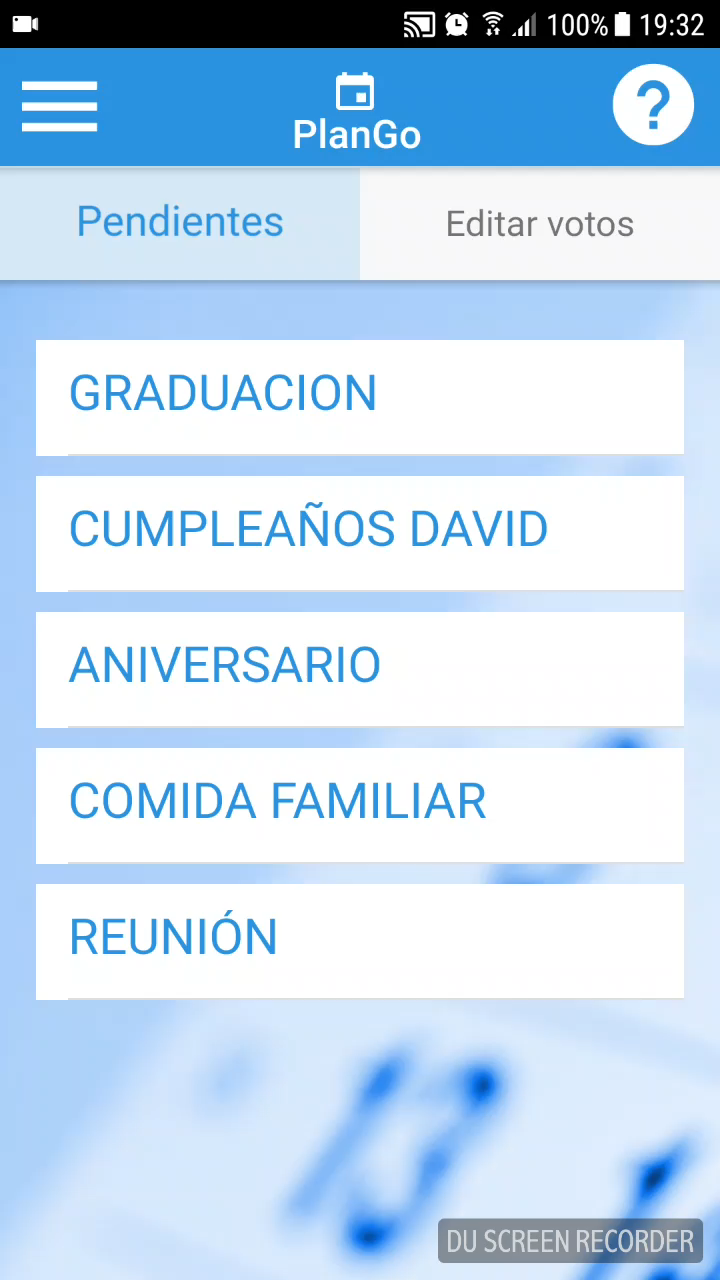 100% 19:32
PlanGo
?
Pendientes
Editar votos
GRADUACION
CUMPLEAÑOS DAVID
ANIVERSARIO
COMIDA FAMILIAR
REUNIÓN
DU SCREEN RECORDER